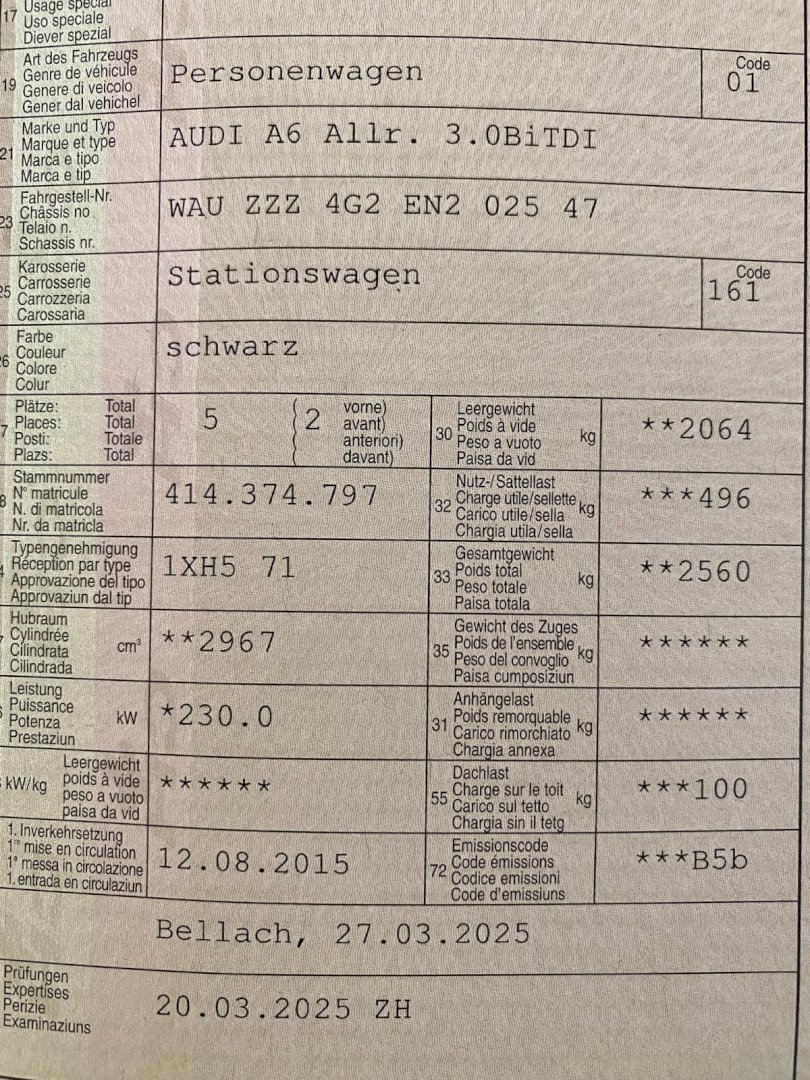 17 Usage spécial
Uso speciale
Diever spezial
19 Art des Fahrzeugs
Genre de véhicule
Genere di veicolo
Gener dal vehichel
Personenwagen
Code
01
21 Marke und Typ
Marque et type
Marca e tipo
Marca e tip
AUDI A6 Allr. 3.0BiTDI
23 Fahrgestell-Nr.
Châssis no
Telaio n.
Schassis nr.
WAU ZZZ 4G2 EN2 025 47
25 Karosserie
Carrosserie
Carrozzeria
Carossaria
Stationswagen
Code
161
26 Farbe
Couleur
Colore
Colur
schwarz
7 Plätze: Total
Places: Total
Posti: Totale
Plazs: Total
5 (2 vorne)
( avant)
( anteriori)
( davant)
30 Leergewicht
Poids à vide
Peso a vuoto
Paisa da vid
kg
**2064
8 Stammnummer
N° matricule
N. di matricola
Nr. da matricla
414.374.797
32 Nutz-/Sattellast
Charge utile/sellette
Carico utile/sella
Chargia utila/sella
kg
***496
4 Typengenehmigung
Réception par type
Approvazione del tipo
Approvaziun dal tip
1XH5 71
33 Gesamtgewicht
Poids total
Peso totale
Paisa totala
kg
**2560
7 Hubraum
Cylindrée
Cilindrata
Cilindrada
cm³
**2967
35 Gewicht des Zuges
Poids de l'ensemble
Peso del convoglio
Paisa cumposiziun
kg
******
Leistung
Puissance
Potenza
Prestaziun
kW
*230.0
31 Anhängelast
Poids remorquable
Carico rimorchiato
Chargia annexa
kg
******
kW/kg
Leergewicht
poids à vide
peso a vuoto
paisa da vid
******
55 Dachlast
Charge sur le toit
Carico sul tetto
Chargia sin il tetg
kg
***100
1. Inverkehrsetzung
1re mise en circulation
1a messa in circolazione
1. entrada en circulaziun
12.08.2015
72 Emissionscode
Code émissions
Codice emissioni
Code d'emissiuns
***B5b
Bellach, 27.03.2025
Prüfungen
Expertises
Perizie
Examinaziuns
20.03.2025 ZH